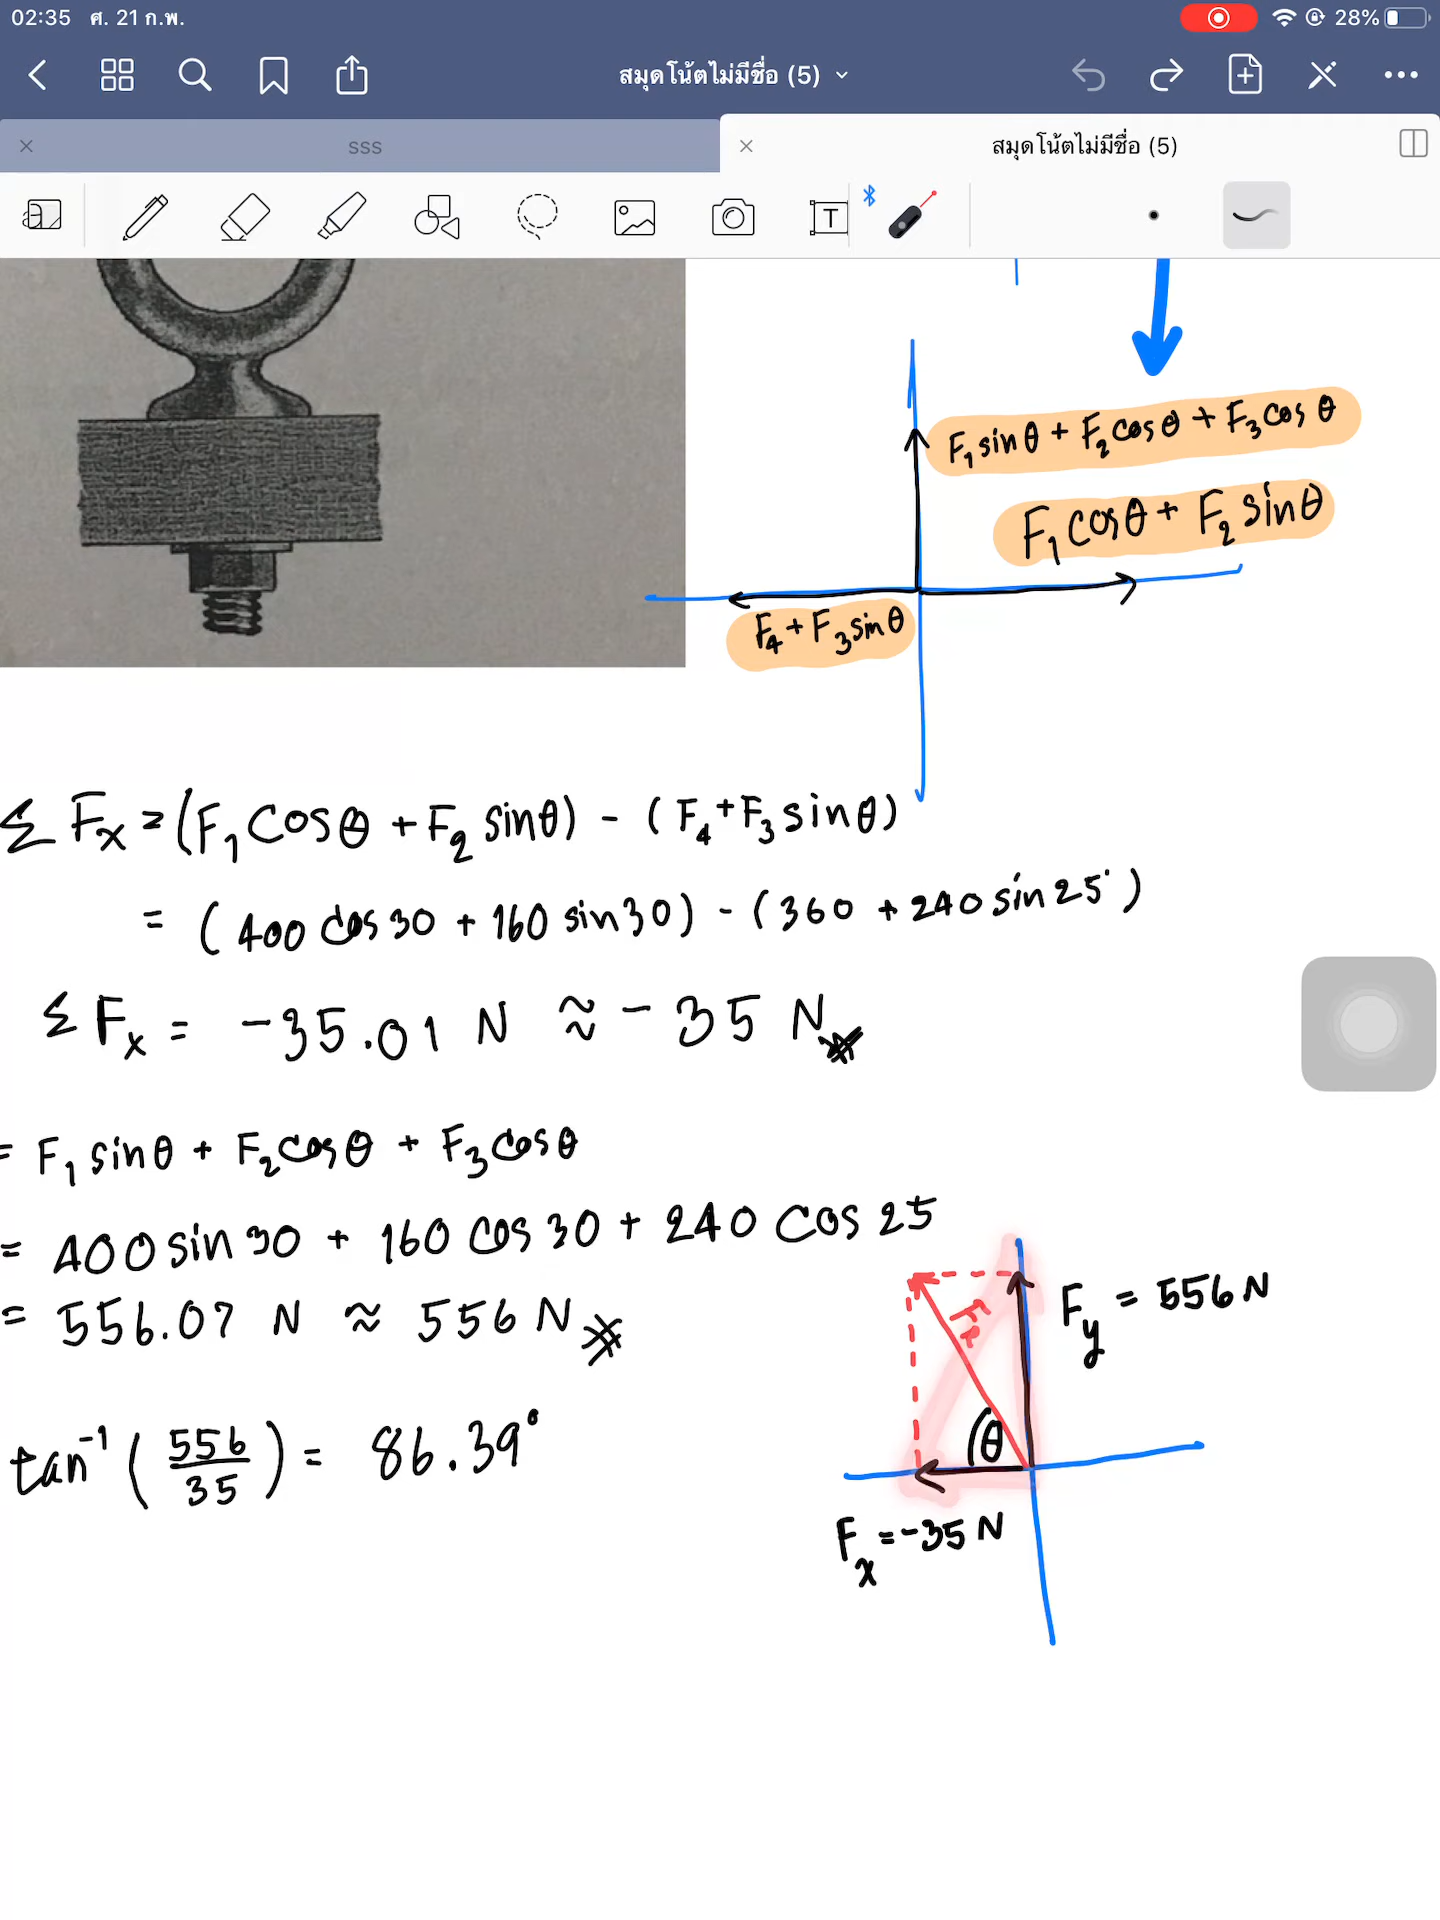 02:35 ศ. 21 ก.พ.
28%
สมุดโน้ตไม่มีชื่อ (5)
sss
สมุดโน้ตไม่มีชื่อ (5)
T
F₁ sinθ + F₂ cosθ + F₃ cosθ
F₁ cosθ + F₂ sinθ
F₄ + F₃ sinθ
ΣFₓ = (F₁ cosθ + F₂ sinθ) - (F₄ + F₃ sinθ)
= (400 cos 30 + 160 sin 30) - (360 + 240 sin 25°)
ΣFₓ = -35.01 N ≈ -35 N
= F₁ sinθ + F₂ cosθ + F₃ cosθ
= 400 sin 30 + 160 cos 30 + 240 cos 25
= 556.07 N ≈ 556 N
F_y = 556 N
F_R
θ
tan⁻¹ (556/35) = 86.39°
Fₓ = -35 N